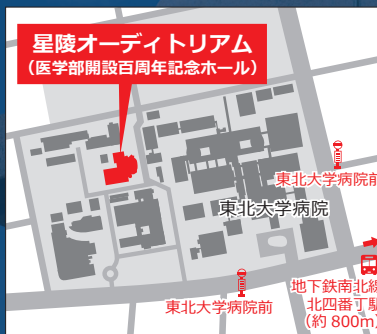 星陵オーディトリアム
(医学部開設百周年記念ホール)
東北大学病院前
東北大学病院
東北大学病院前
地下鉄南北線
北四番丁駅
(約 800m)